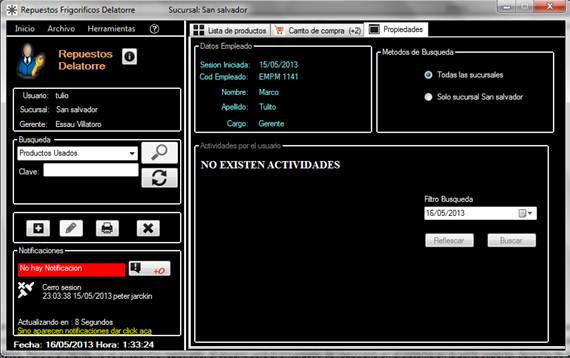 Repuestos Frigorificos Delatorre Sucursal: San salvador
Inicio Archivo Herramientas
Repuestos
Delatorre
Usuario: tulio
Sucursal: San salvador
Gerente: Essau Villatoro
Busqueda
Productos Usados
Clave:
Notificaciones
No hay Notificacion
+0
Cerro sesion
23:03:38 15/05/2013 peter jarckin
Actualizando en : 8 Segundos
Sino aparecen notificaciones dar click aca
Fecha: 16/05/2013 Hora: 1:33:24
Lista de productos Carrito de compra (+2) Propiedades
Datos Empleado
Sesion Iniciada: 15/05/2013
Cod Empleado: EMPM 1141
Nombre: Marco
Apellido: Tulito
Cargo: Gerente
Metodos de Busqueda
Todas las sucursales
Solo sucursal San salvador
Actividades por el usuario
NO EXISTEN ACTIVIDADES
Filtro Busqueda
16/05/2013
Reflescar Buscar